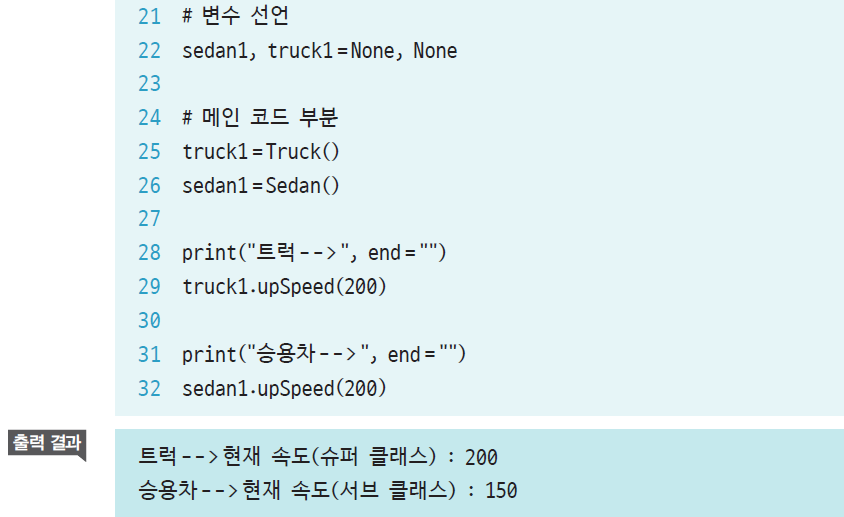 21 # 변수 선언
22 sedan1, truck1=None, None
23
24 # 메인 코드 부분
25 truck1=Truck()
26 sedan1=Sedan()
27
28 print("트럭-->", end="")
29 truck1.upSpeed(200)
30
31 print("승용차-->", end="")
32 sedan1.upSpeed(200)
출력 결과
트럭-->현재 속도(슈퍼 클래스) : 200
승용차-->현재 속도(서브 클래스) : 150